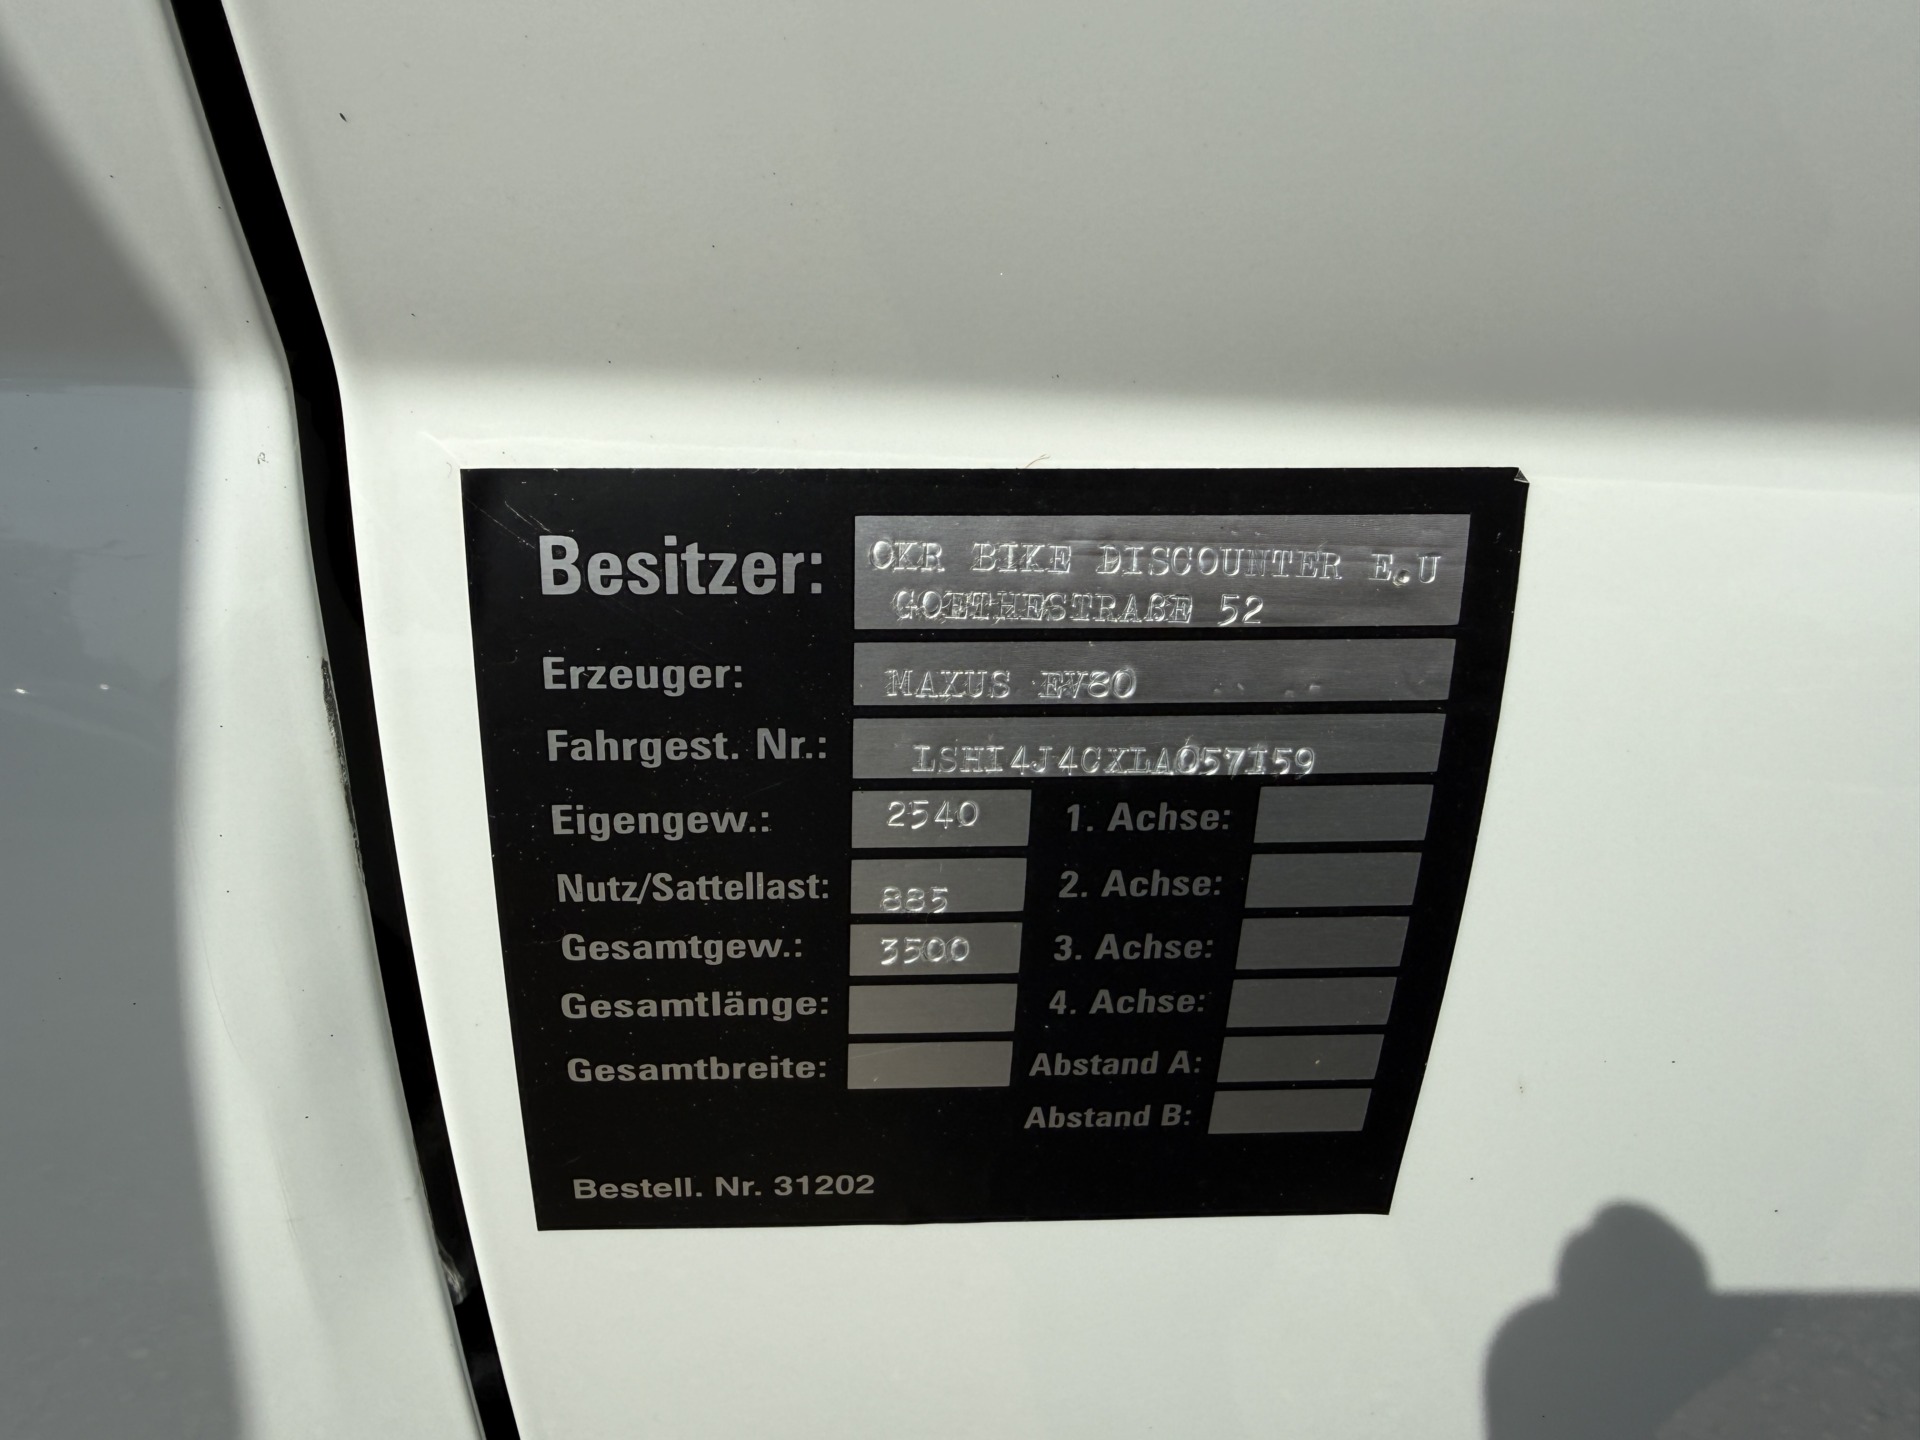 Besitzer: OKR BIKE DISCOUNTER E.U
GOETHESTRAßE 52
Erzeuger: MAXUS EV80
Fahrgest. Nr.: LSHI4J4CXLA057I59
Eigengew.: 2540 1. Achse:
Nutz/Sattellast: 885 2. Achse:
Gesamtgew.: 3500 3. Achse:
Gesamtlänge: 4. Achse:
Gesamtbreite: Abstand A:
Abstand B:
Bestell. Nr. 31202